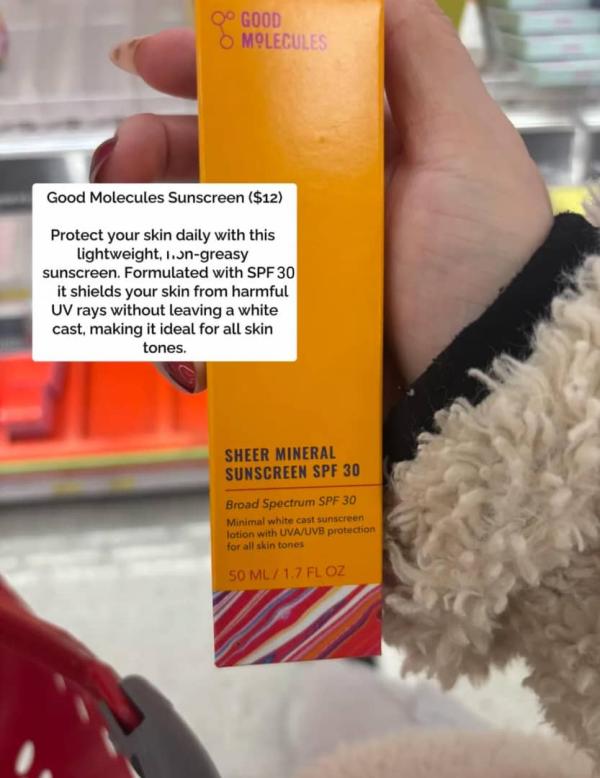 GOOD
MOLECULES
Good Molecules Sunscreen ($12)
Protect your skin daily with this
lightweight, non-greasy
sunscreen. Formulated with SPF 30
it shields your skin from harmful
UV rays without leaving a white
cast, making it ideal for all skin
tones.
SHEER MINERAL
SUNSCREEN SPF 30
Broad Spectrum SPF 30
Minimal white cast sunscreen
lotion with UVA/UVB protection
for all skin tones
50 ML / 1.7 FL OZ